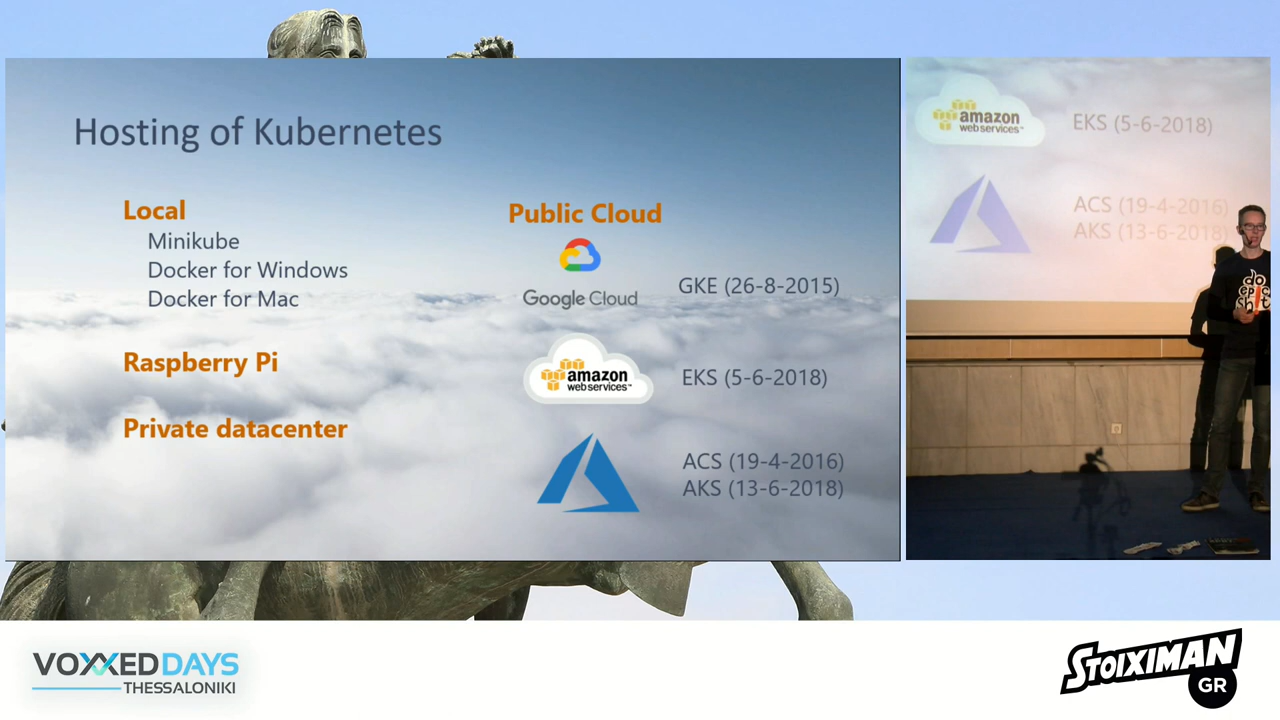 Hosting of Kubernetes
Local
Minikube
Docker for Windows
Docker for Mac
Raspberry Pi
Private datacenter
Public Cloud
Google Cloud
GKE (26-8-2015)
amazon
web services™
EKS (5-6-2018)
ACS (19-4-2016)
AKS (13-6-2018)
amazon
web services™
EKS (5-6-2018)
ACS (19-4-2016)
AKS (13-6-2018)
VOXXED DAYS
THESSALONIKI
STOIXIMAN
GR